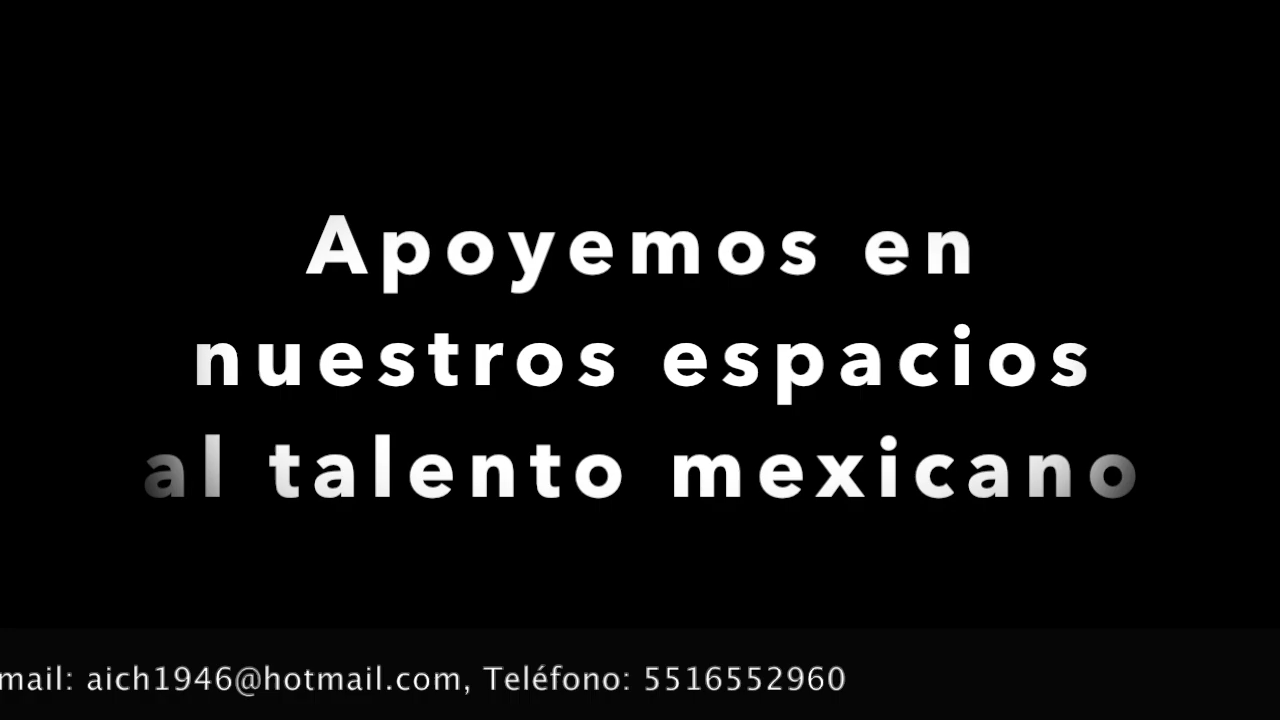 Apoyemos en
nuestros espacios
al talento mexicano
mail: aich1946@hotmail.com, Teléfono: 5516552960